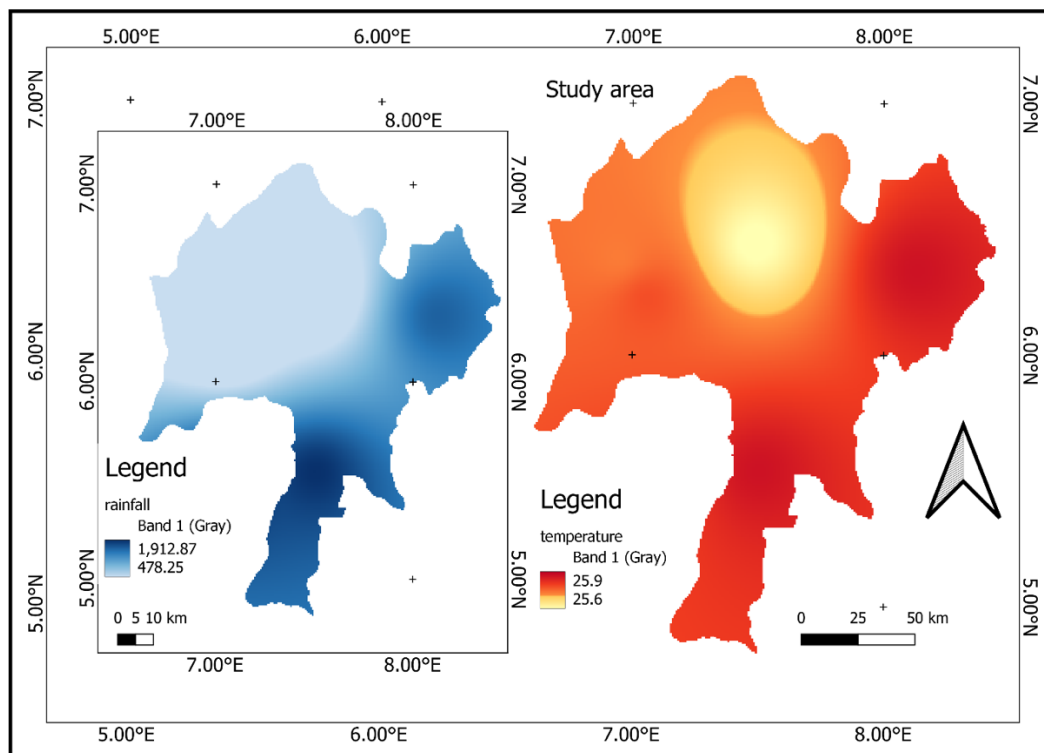 5.00°E 6.00°E 7.00°E 8.00°E
Study area
7.00°N
7.00°N
7.00°E 8.00°E
7.00°N
7.00°N
6.00°N
6.00°N
6.00°N
6.00°N
Legend
rainfall
Band 1 (Gray)
1,912.87
478.25
0 5 10 km
5.00°N
5.00°N
5.00°N
5.00°N
7.00°E 8.00°E
Legend
temperature
Band 1 (Gray)
25.9
25.6
0 25 50 km
5.00°E 6.00°E 7.00°E 8.00°E